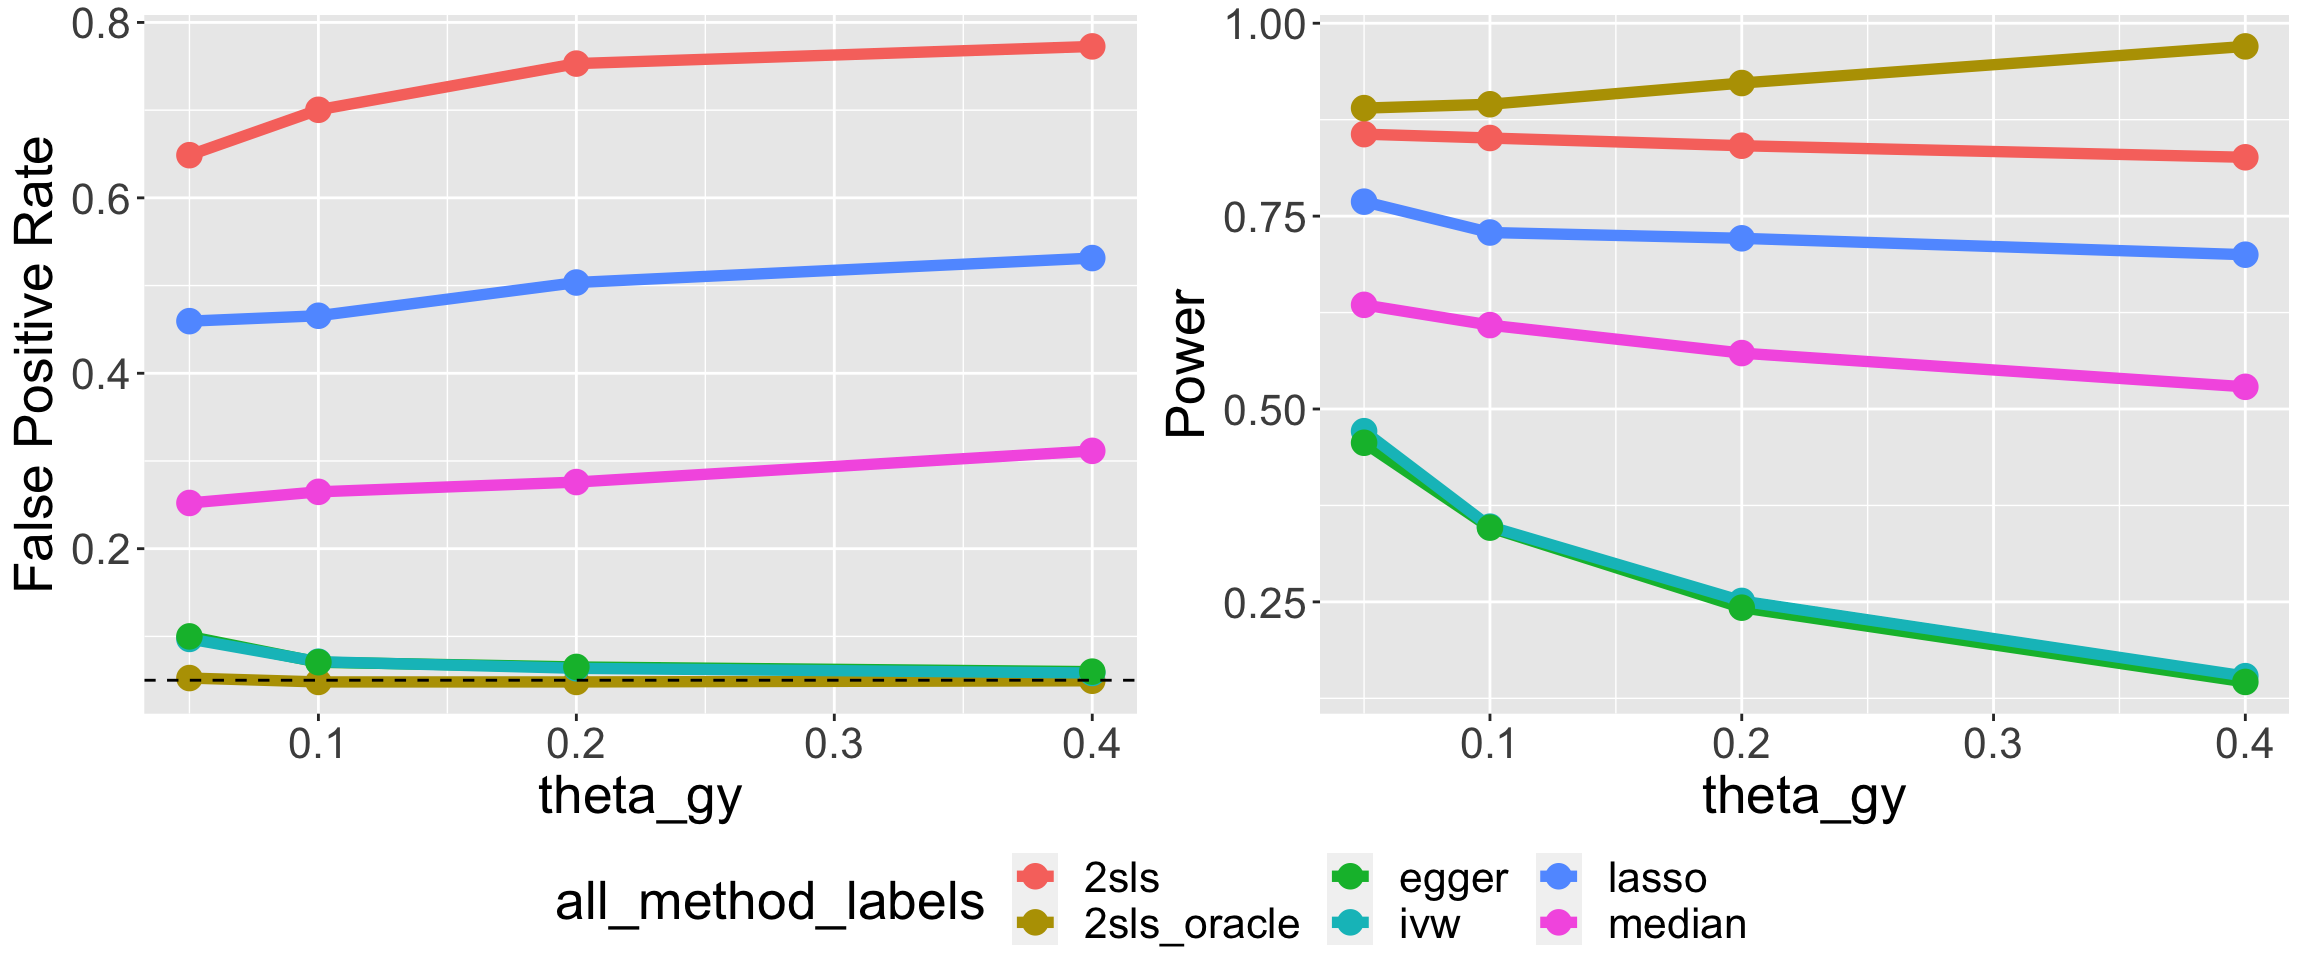 False Positive Rate
0.8
0.6
0.4
0.2
0.1 0.2 0.3 0.4
theta_gy
Power
1.00
0.75
0.50
0.25
0.1 0.2 0.3 0.4
theta_gy
all_method_labels
2sls egger lasso
2sls_oracle ivw median